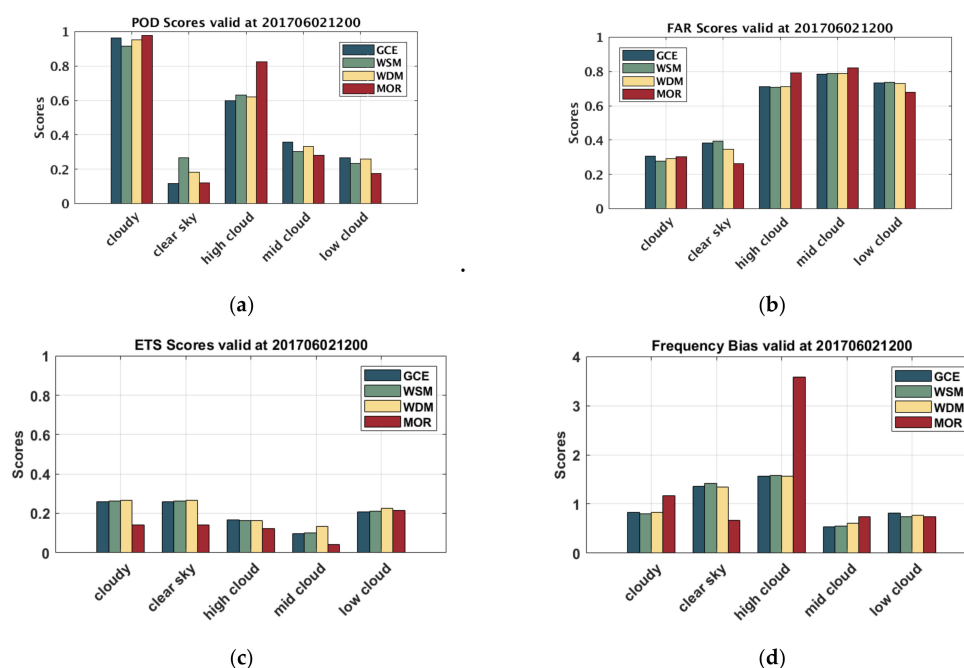 POD Scores valid at 201706021200
1
0.8
0.6
0.4
0.2
0
Scores
GCE
WSM
WDM
MOR
cloudy
clear sky
high cloud
mid cloud
low cloud
(a)
FAR Scores valid at 201706021200
1
0.8
0.6
0.4
0.2
0
Scores
GCE
WSM
WDM
MOR
cloudy
clear sky
high cloud
mid cloud
low cloud
.
(b)
ETS Scores valid at 201706021200
1
0.8
0.6
0.4
0.2
0
Scores
GCE
WSM
WDM
MOR
cloudy
clear sky
high cloud
mid cloud
low cloud
(c)
Frequency Bias valid at 201706021200
4
3
2
1
0
Scores
GCE
WSM
WDM
MOR
cloudy
clear sky
high cloud
mid cloud
low cloud
(d)